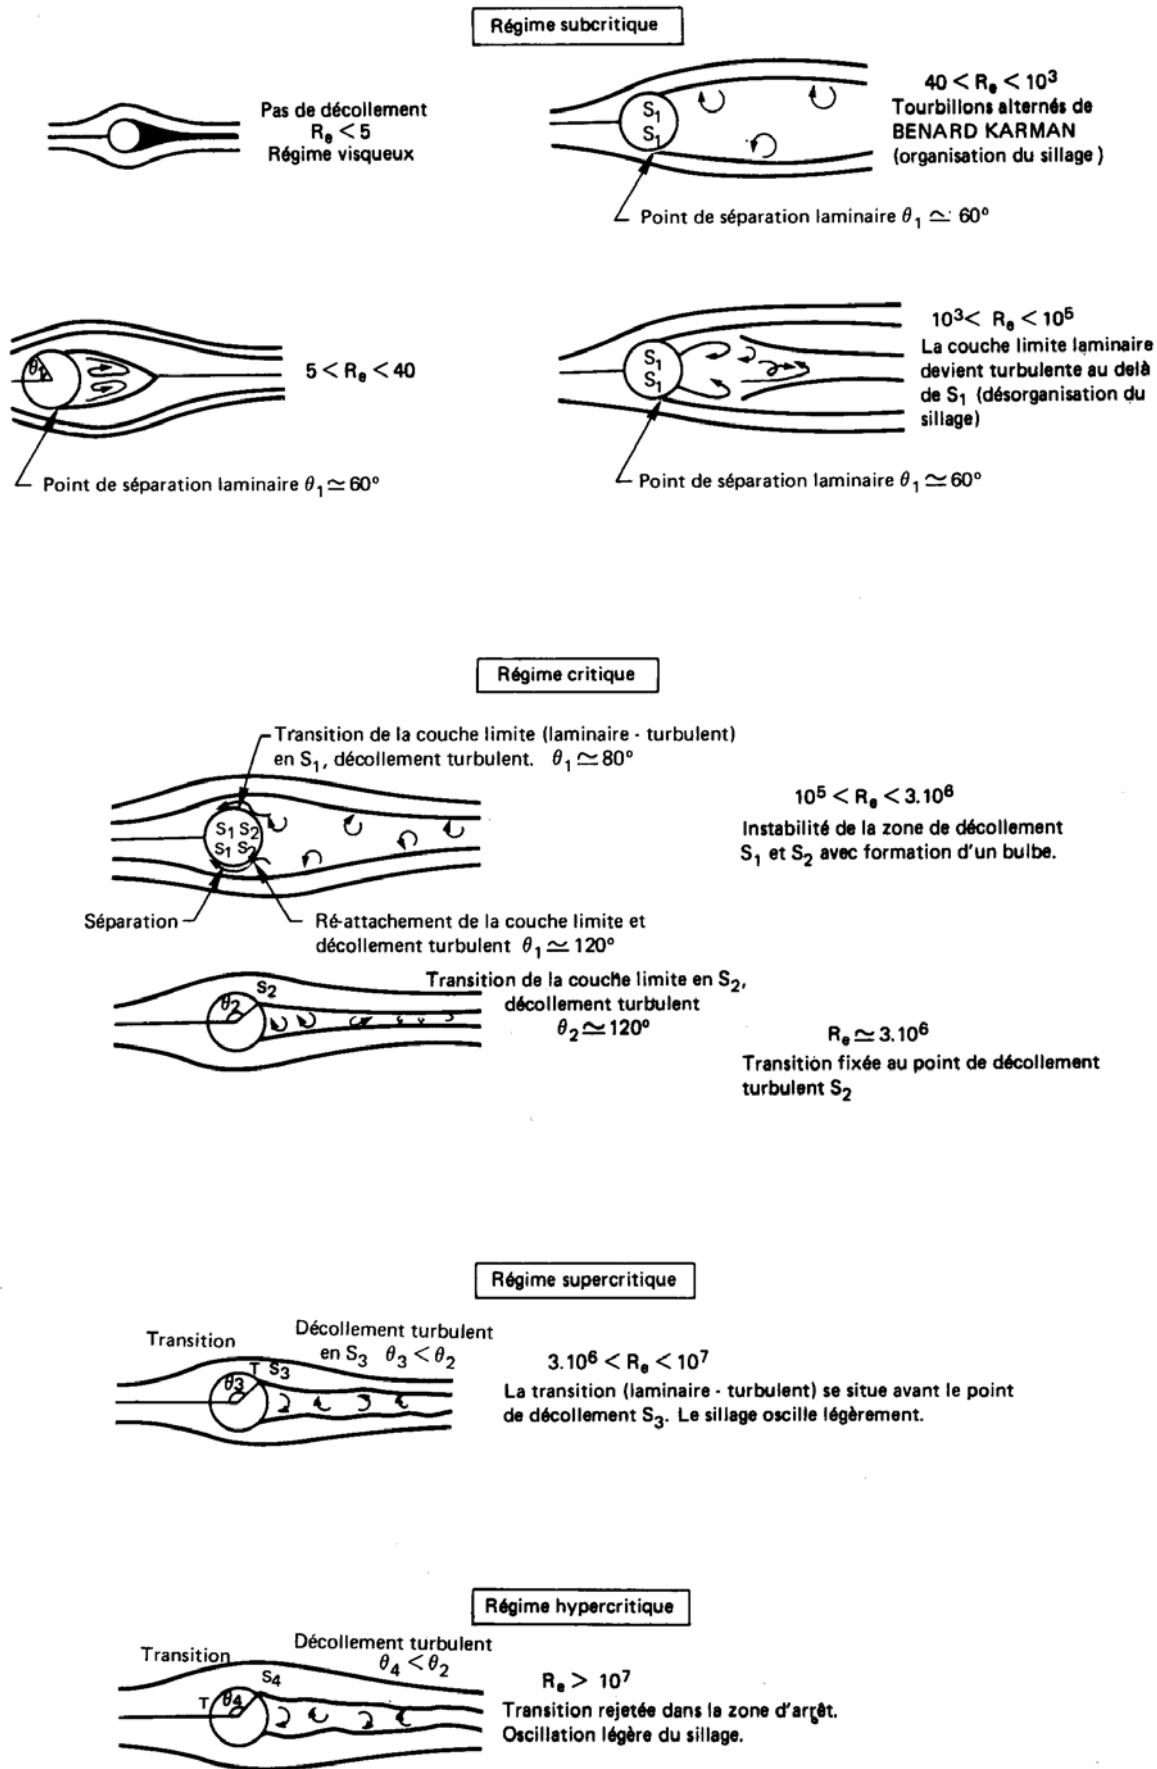 Régime subcritique
Pas de décollement
Re < 5
Régime visqueux
S1
S1
40 < Re < 10³
Tourbillons alternés de
BENARD KARMAN
(organisation du sillage)
Point de séparation laminaire θ1 ≃ 60°
θ1
5 < Re < 40
Point de séparation laminaire θ1 ≃ 60°
S1
S1
10³ < Re < 10⁵
La couche limite laminaire
devient turbulente au delà
de S1 (désorganisation du
sillage)
Point de séparation laminaire θ1 ≃ 60°
Régime critique
Transition de la couche limite (laminaire - turbulent)
en S1, décollement turbulent. θ1 ≃ 80°
S1 S2
S1 S2
10⁵ < Re < 3.10⁶
Instabilité de la zone de décollement
S1 et S2 avec formation d'un bulbe.
Séparation
Ré-attachement de la couche limite et
décollement turbulent θ1 ≃ 120°
S2
θ2
Transition de la couche limite en S2,
décollement turbulent
θ2 ≃ 120°
Re ≃ 3.10⁶
Transition fixée au point de décollement
turbulent S2
Régime supercritique
Transition
Décollement turbulent
en S3 θ3 < θ2
T S3
θ3
3.10⁶ < Re < 10⁷
La transition (laminaire - turbulent) se situe avant le point
de décollement S3. Le sillage oscille légèrement.
Régime hypercritique
Transition
Décollement turbulent
θ4 < θ2
S4
T θ4
Re > 10⁷
Transition rejetée dans la zone d'arrêt.
Oscillation légère du sillage.